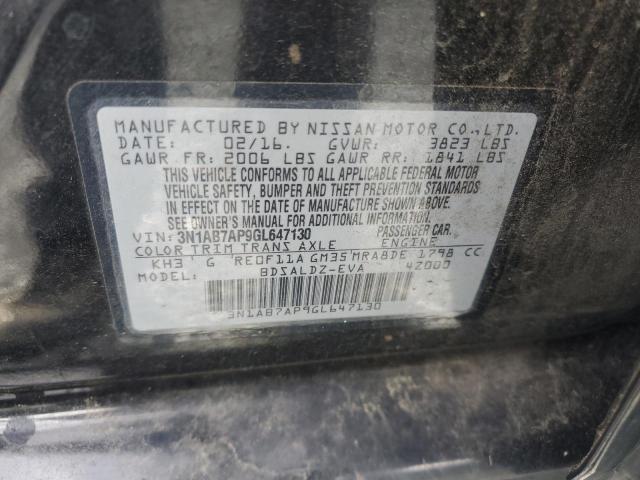 MANUFACTURED BY NISSAN MOTOR CO.,LTD.
DATE: 02/16. GVWR: 3823 LBS
GAWR FR: 2006 LBS GAWR RR: 1841 LBS
THIS VEHICLE CONFORMS TO ALL APPLICABLE FEDERAL MOTOR
VEHICLE SAFETY, BUMPER AND THEFT PREVENTION STANDARDS
IN EFFECT ON THE DATE OF MANUFACTURE SHOWN ABOVE.
SEE OWNER'S MANUAL FOR ADDITIONAL INFORMATION.
VIN: 3N1AB7AP9GL647130 PASSENGER CAR.
COLOR TRIM TRANS AXLE ENGINE
KH3 G RE0F11A GM35 MRA8DE 1798 CC
MODEL: BDSALDZ-EVA 42000
3N1AB7AP9GL647130